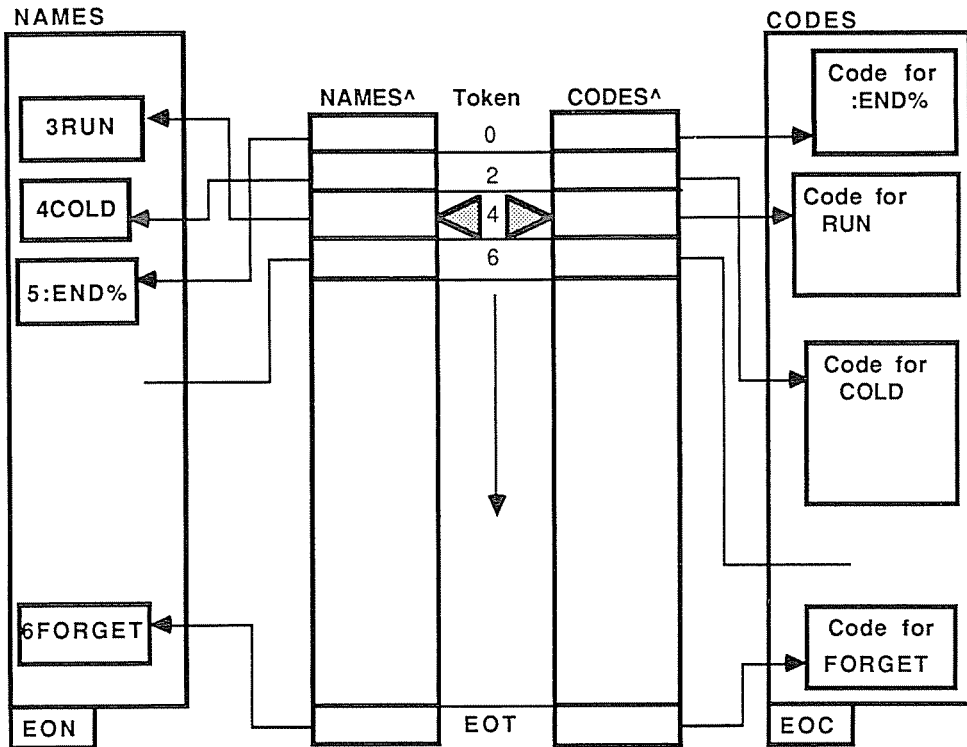 NAMES
3RUN
4COLD
5:END%
6FORGET
EON
NAMES^
Token
CODES^
0
2
4
6
EOT
CODES
Code for
:END%
Code for
RUN
Code for
COLD
Code for
FORGET
EOC